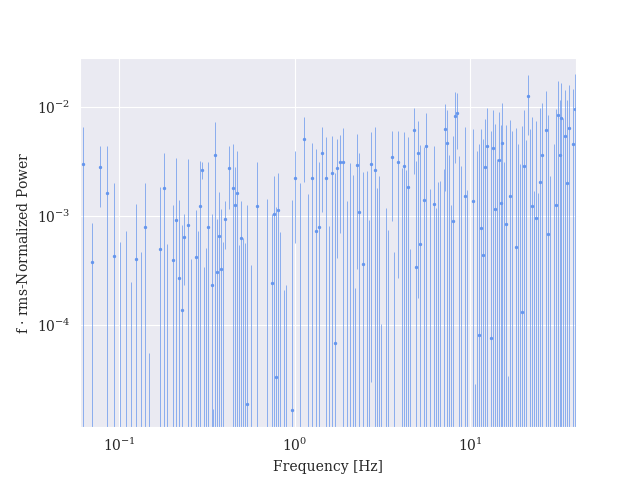 10⁻²
10⁻³
10⁻⁴
f · rms-Normalized Power
10⁻¹ 10⁰ 10¹
Frequency [Hz]